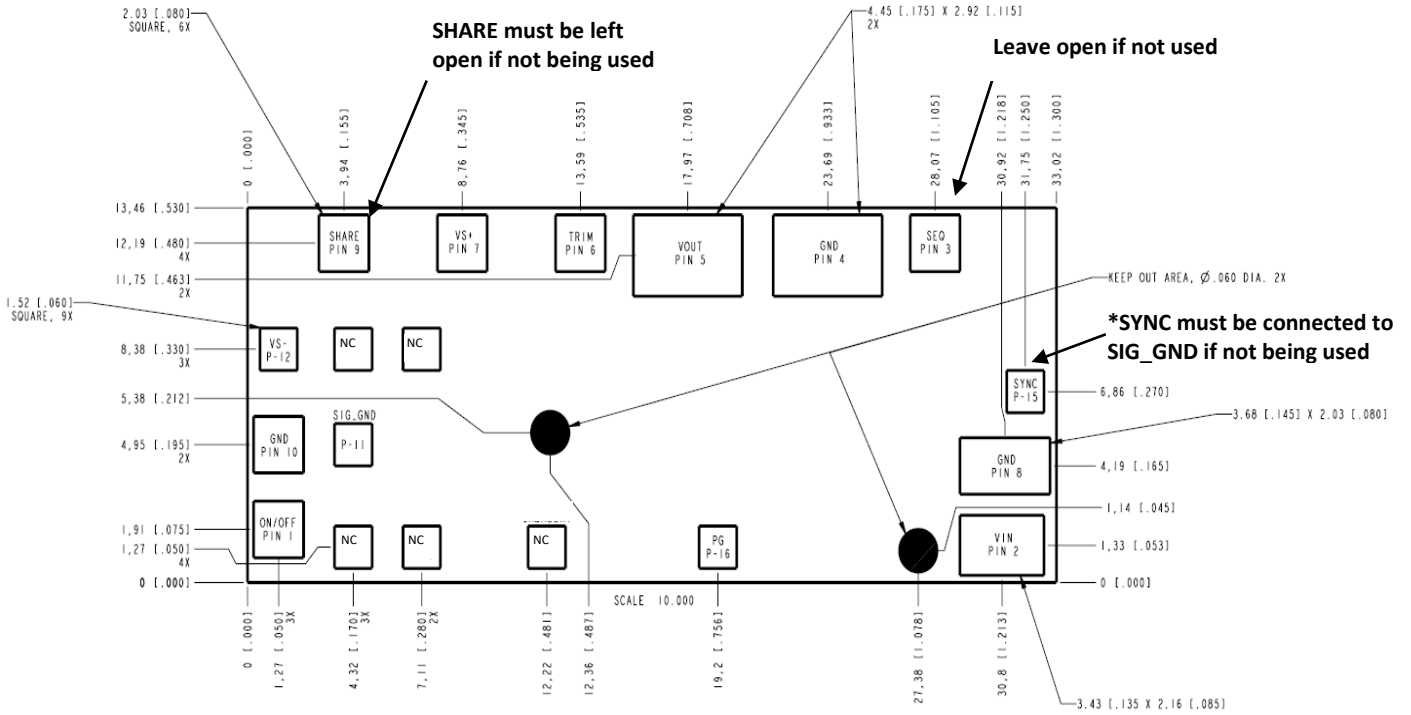 2.03 [.080]
SQUARE, 6X
SHARE must be left
open if not being used
4.45 [.175] X 2.92 [.115]
2X
Leave open if not used
0 [.000]
3,94 [.155]
8,76 [.345]
13,59 [.535]
17,97 [.708]
23,69 [.933]
28,07 [1.105]
30,92 [1.218]
31,75 [1.250]
33,02 [1.300]
13,46 [.530]
12,19 [.480]
4X
11,75 [.463]
2X
SHARE
PIN 9
VS+
PIN 7
TRIM
PIN 6
VOUT
PIN 5
GND
PIN 4
SEQ
PIN 3
KEEP OUT AREA, Ø.060 DIA. 2X
1.52 [.060]
SQUARE, 9X
*SYNC must be connected to
SIG_GND if not being used
8,38 [.330]
3X
VS-
P-12
NC
NC
SYNC
P-15
6,86 [.270]
5,38 [.212]
3.68 [.145] X 2.03 [.080]
SIG_GND
P-11
4,95 [.195]
2X
GND
PIN 10
GND
PIN 8
4,19 [.165]
1,14 [.045]
1,91 [.075]
1,27 [.050]
4X
ON/OFF
PIN 1
NC
NC
NC
PG
P-16
VIN
PIN 2
1,33 [.053]
0 [.000]
0 [.000]
SCALE 10.000
0 [.000]
1,27 [.050]
3X
4,32 [.170]
3X
7,11 [.280]
2X
12,22 [.481]
12,36 [.487]
19,2 [.756]
27,38 [1.078]
30,8 [1.213]
3.43 [.135 X 2.16 [.085]